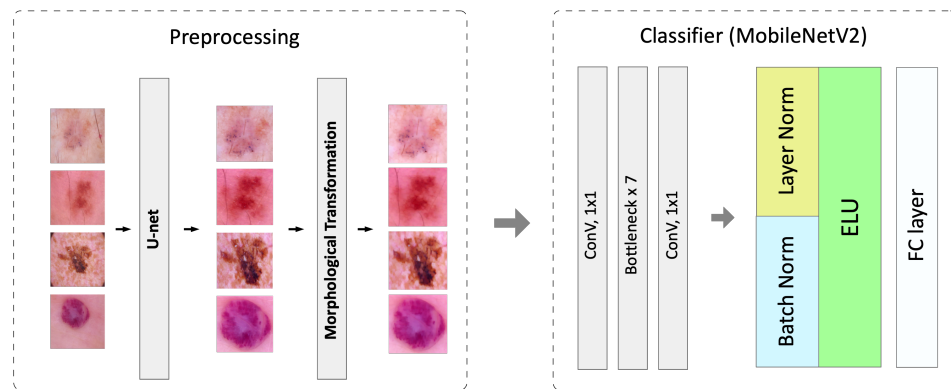 Preprocessing
U-net
Morphological Transformation
Classifier (MobileNetV2)
ConV, 1x1
Bottleneck x 7
ConV, 1x1
Layer Norm
Batch Norm
ELU
FC layer